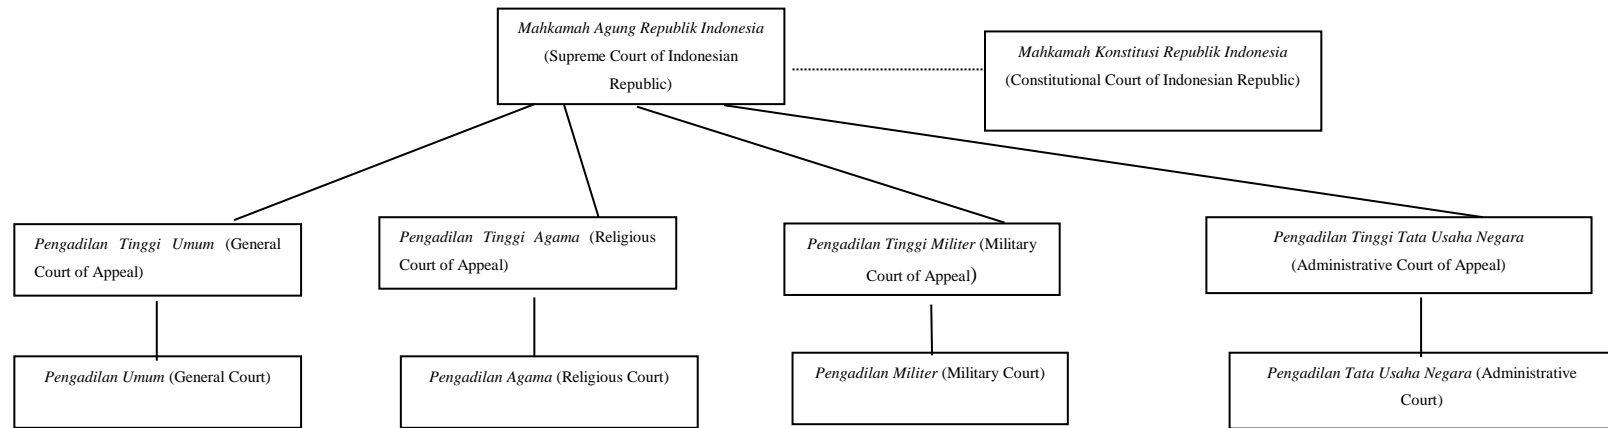 Mahkamah Agung Republik Indonesia
(Supreme Court of Indonesian
Republic)
Mahkamah Konstitusi Republik Indonesia
(Constitutional Court of Indonesian Republic)
Pengadilan Tinggi Umum (General
Court of Appeal)
Pengadilan Tinggi Agama (Religious
Court of Appeal)
Pengadilan Tinggi Militer (Military
Court of Appeal)
Pengadilan Tinggi Tata Usaha Negara
(Administrative Court of Appeal)
Pengadilan Umum (General Court)
Pengadilan Agama (Religious Court)
Pengadilan Militer (Military Court)
Pengadilan Tata Usaha Negara (Administrative
Court)